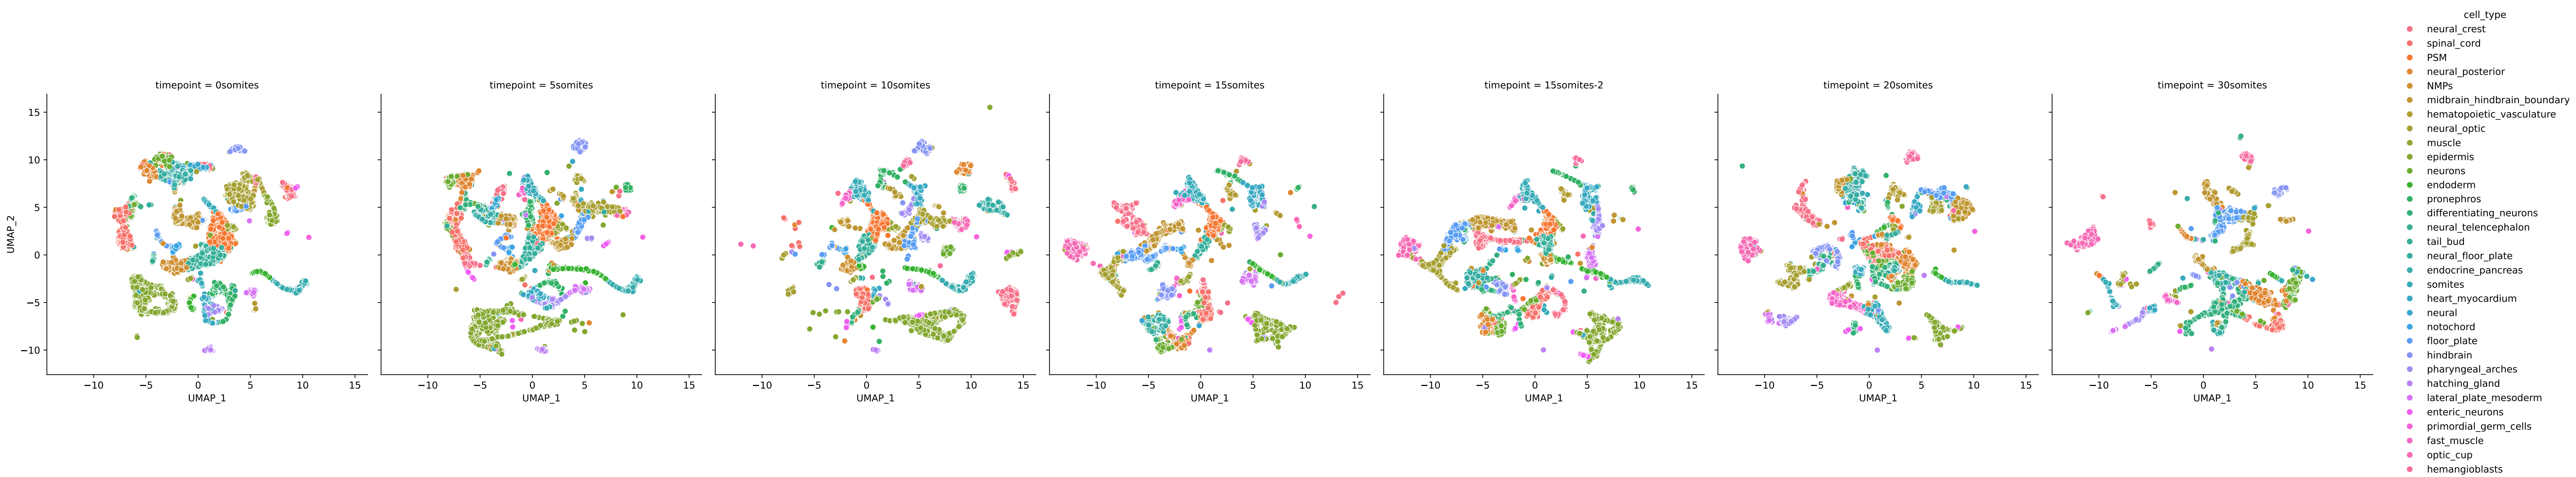 cell_type
neural_crest
spinal_cord
PSM
neural_posterior
NMPs
midbrain_hindbrain_boundary
hematopoietic_vasculature
neural_optic
muscle
epidermis
neurons
endoderm
pronephros
differentiating_neurons
neural_telencephalon
tail_bud
neural_floor_plate
endocrine_pancreas
somites
heart_myocardium
neural
notochord
floor_plate
hindbrain
pharyngeal_arches
hatching_gland
lateral_plate_mesoderm
enteric_neurons
primordial_germ_cells
fast_muscle
optic_cup
hemangioblasts
timepoint = 0somites
timepoint = 5somites
timepoint = 10somites
timepoint = 15somites
timepoint = 15somites-2
timepoint = 20somites
timepoint = 30somites
UMAP_2
15
10
5
0
−5
−10
−10 −5 0 5 10 15
UMAP_1
−10 −5 0 5 10 15
UMAP_1
−10 −5 0 5 10 15
UMAP_1
−10 −5 0 5 10 15
UMAP_1
−10 −5 0 5 10 15
UMAP_1
−10 −5 0 5 10 15
UMAP_1
−10 −5 0 5 10 15
UMAP_1